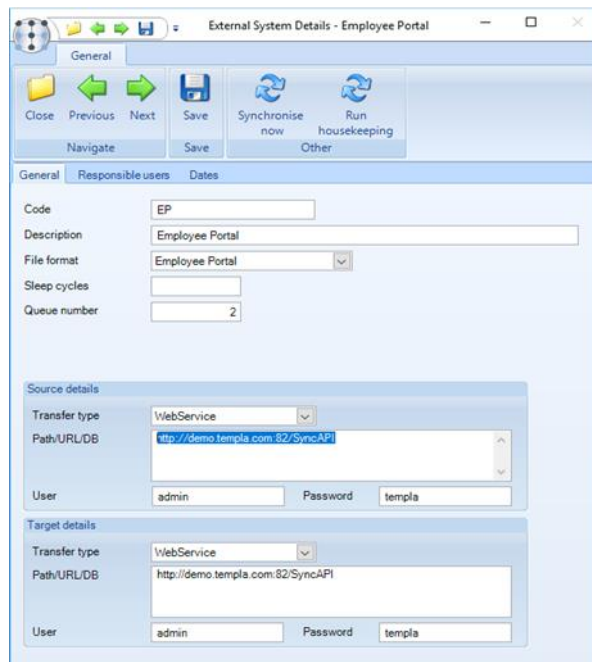 External System Details - Employee Portal
General
Close Previous Next Save Synchronise now Run housekeeping
Navigate Save Other
General Responsible users Dates
Code EP
Description Employee Portal
File format Employee Portal
Sleep cycles
Queue number 2
Source details
Transfer type WebService
Path/URL/DB http://demo.templa.com:82/SyncAPI
User admin Password templa
Target details
Transfer type WebService
Path/URL/DB http://demo.templa.com:82/SyncAPI
User admin Password templa